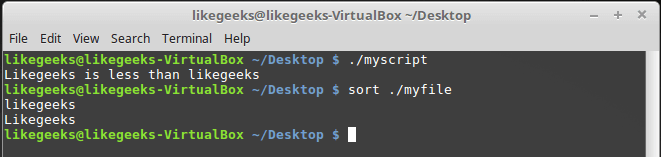 likegeeks@likegeeks-VirtualBox ~/Desktop
File Edit View Search Terminal Help
likegeeks@likegeeks-VirtualBox ~/Desktop $ ./myscript
Likegeeks is less than likegeeks
likegeeks@likegeeks-VirtualBox ~/Desktop $ sort ./myfile
likegeeks
Likegeeks
likegeeks@likegeeks-VirtualBox ~/Desktop $